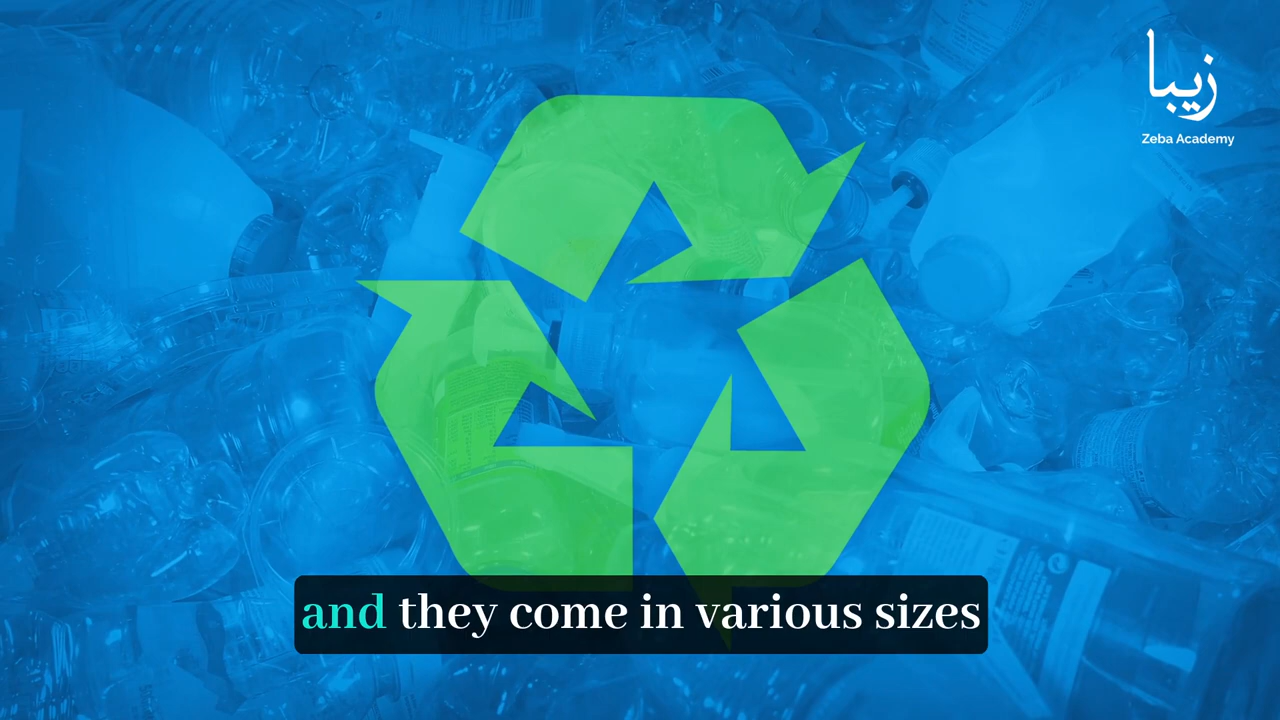 زيبا
Zeba Academy
and they come in various sizes